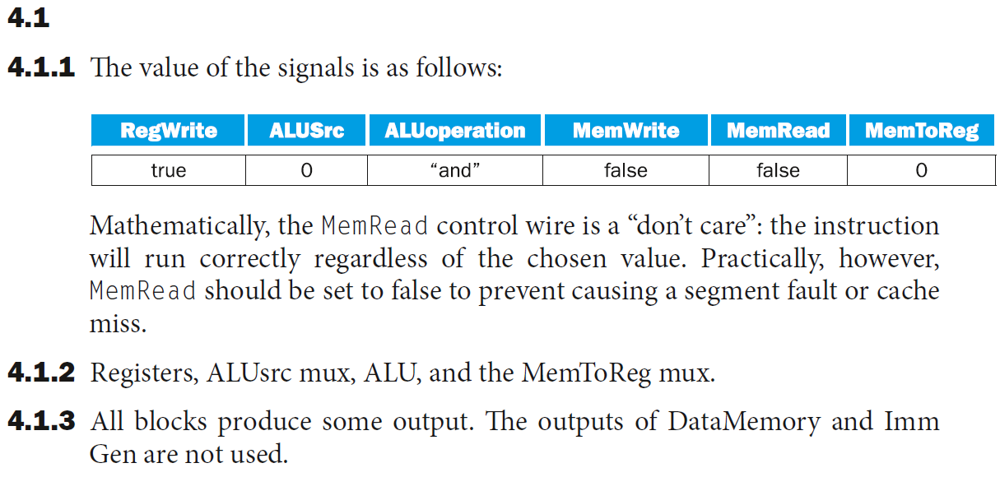 4.1
4.1.1 The value of the signals is as follows:
RegWrite ALUSrc ALUoperation MemWrite MemRead MemToReg
true 0 “and” false false 0
Mathematically, the MemRead control wire is a “don’t care”: the instruction
will run correctly regardless of the chosen value. Practically, however,
MemRead should be set to false to prevent causing a segment fault or cache
miss.
4.1.2 Registers, ALUsrc mux, ALU, and the MemToReg mux.
4.1.3 All blocks produce some output. The outputs of DataMemory and Imm
Gen are not used.